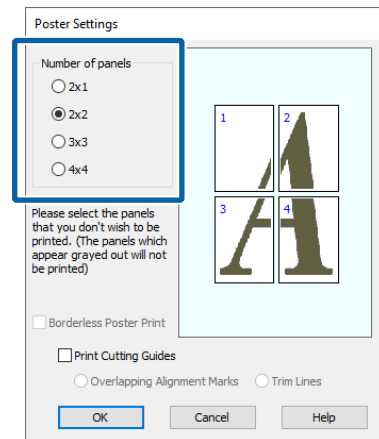 Poster Settings
Number of panels
2x1
2x2
3x3
4x4
1 2
3 4
Please select the panels
that you don't wish to be
printed. (The panels which
appear grayed out will not
be printed)
Borderless Poster Print
Print Cutting Guides
Overlapping Alignment Marks Trim Lines
OK Cancel Help